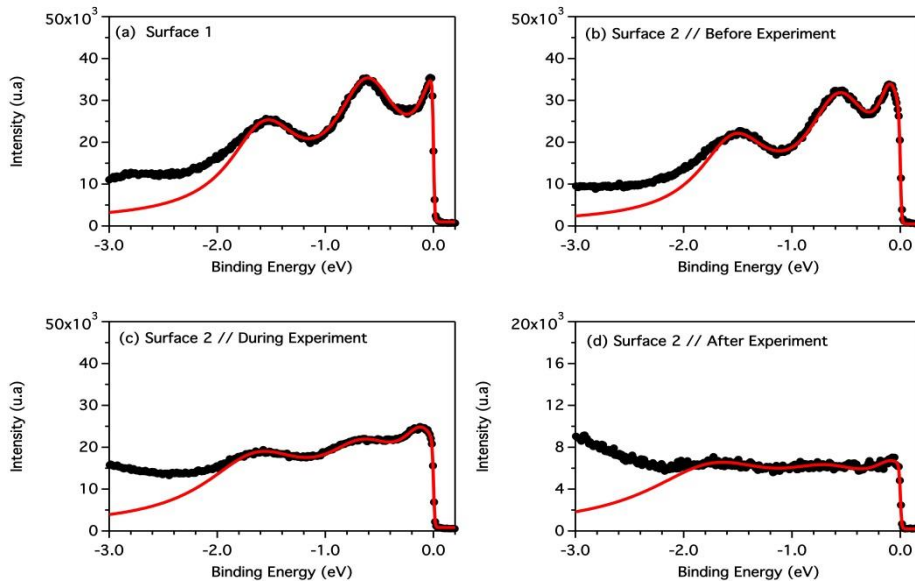 50x10³
(a) Surface 1
40
30
20
10
0
Intensity (u.a)
-3.0 -2.0 -1.0 0.0
Binding Energy (eV)
50x10³
(b) Surface 2 // Before Experiment
40
30
20
10
0
Intensity (u.a)
-3.0 -2.0 -1.0 0.0
Binding Energy (eV)
50x10³
(c) Surface 2 // During Experiment
40
30
20
10
0
Intensity (u.a)
-3.0 -2.0 -1.0 0.0
Binding Energy (eV)
20x10³
(d) Surface 2 // After Experiment
16
12
8
4
0
Intensity (u.a)
-3.0 -2.0 -1.0 0.0
Binding Energy (eV)